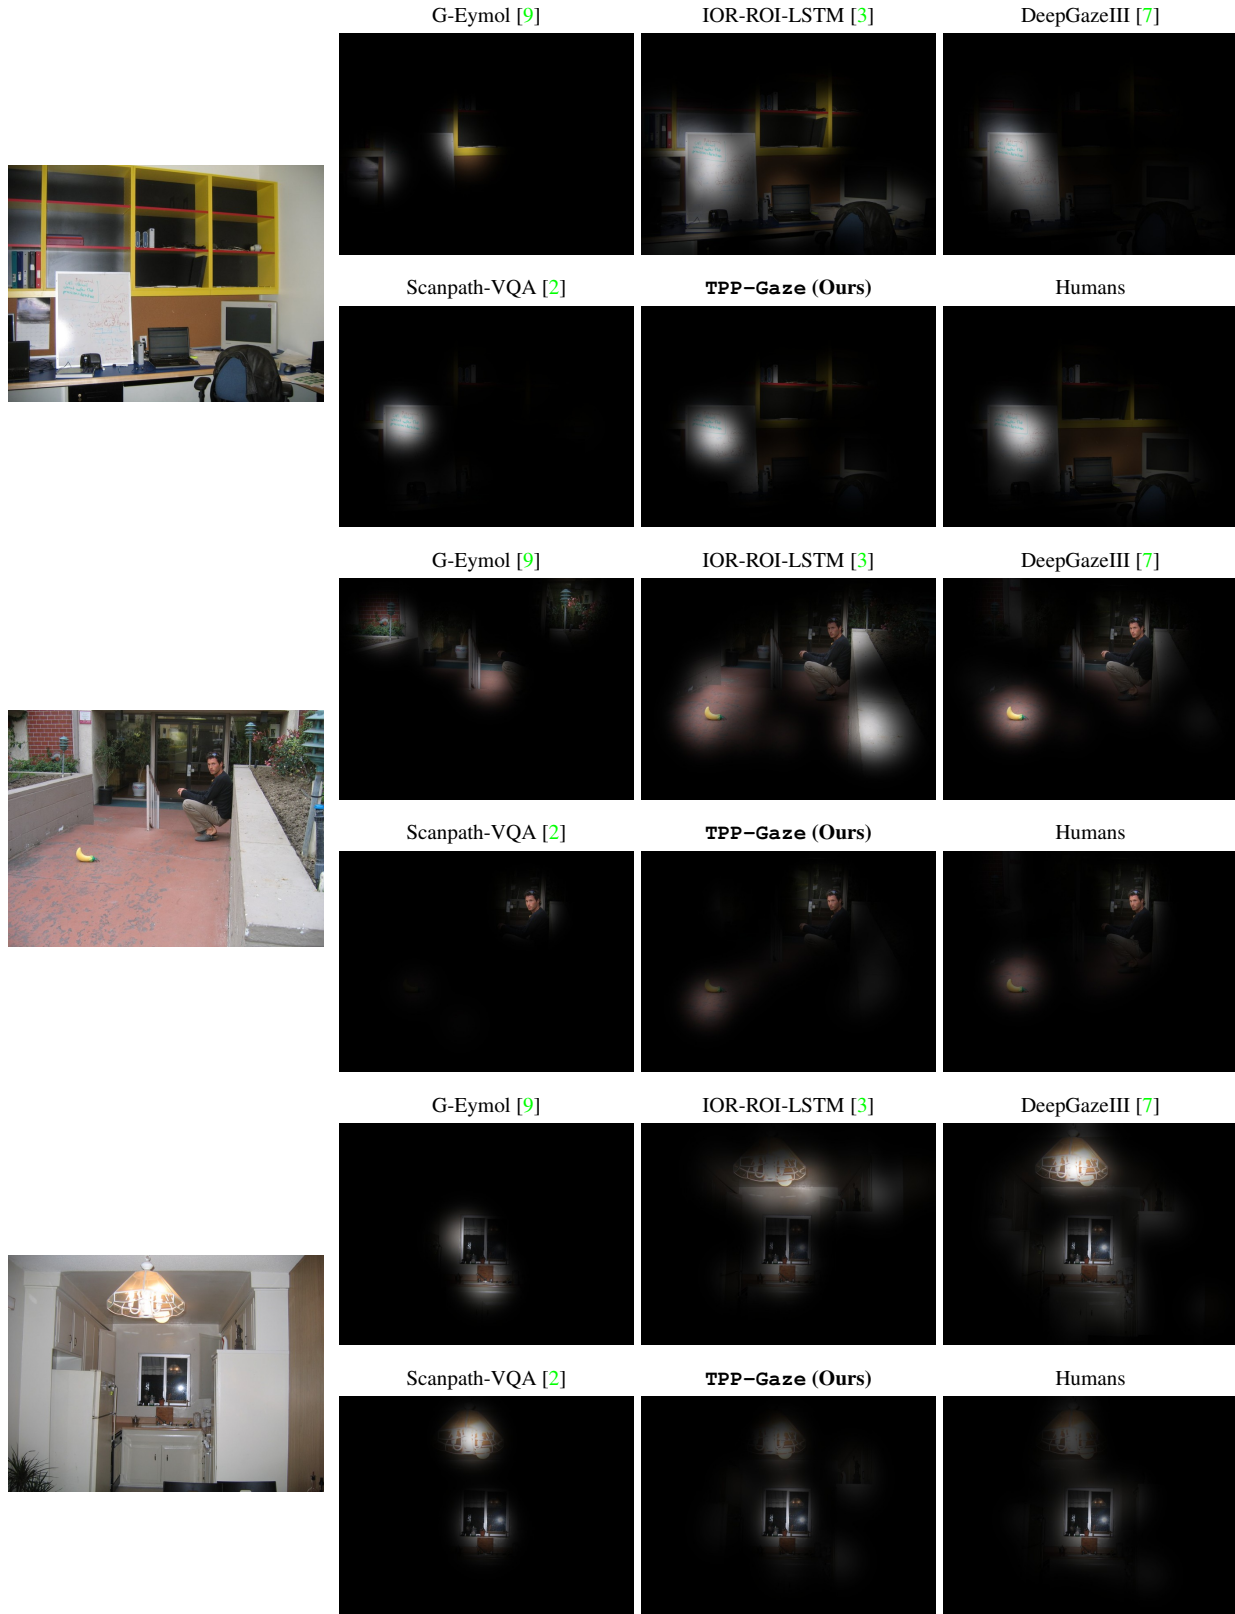 G-Eymol [9] IOR-ROI-LSTM [3] DeepGazeIII [7]
Scanpath-VQA [2] TPP-Gaze (Ours) Humans
G-Eymol [9] IOR-ROI-LSTM [3] DeepGazeIII [7]
Scanpath-VQA [2] TPP-Gaze (Ours) Humans
G-Eymol [9] IOR-ROI-LSTM [3] DeepGazeIII [7]
Scanpath-VQA [2] TPP-Gaze (Ours) Humans